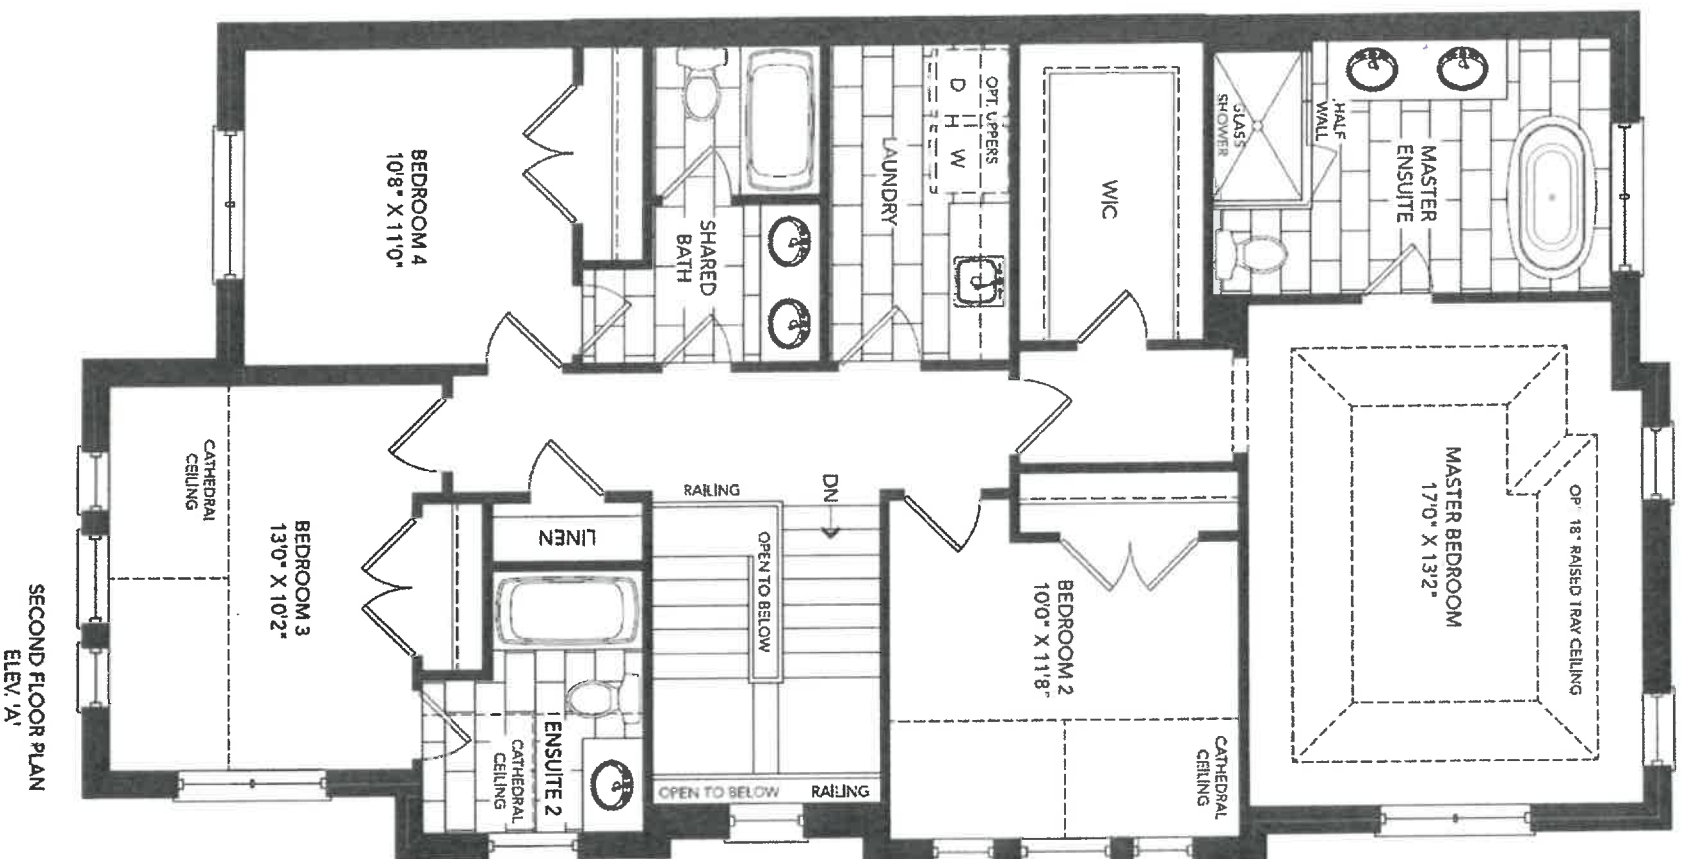 MASTER
ENSUITE
HALF
WALL
GLASS
SHOWER
WIC
OPT. UPPERS
D H W
LAUNDRY
SHARED
BATH
BEDROOM 4
10'8" X 11'0"
MASTER BEDROOM
17'0" X 13'2"
OP" 18" RAISED TRAY CEILING
BEDROOM 2
10'0" X 11'8"
CATHEDRAL
CEILING
DN
RAILING
OPEN TO BELOW
OPEN TO BELOW
RAILING
LINEN
ENSUITE 2
CATHEDRAL
CEILING
BEDROOM 3
13'0" X 10'2"
CATHEDRAL
CEILING
SECOND FLOOR PLAN
ELEV. 'A'